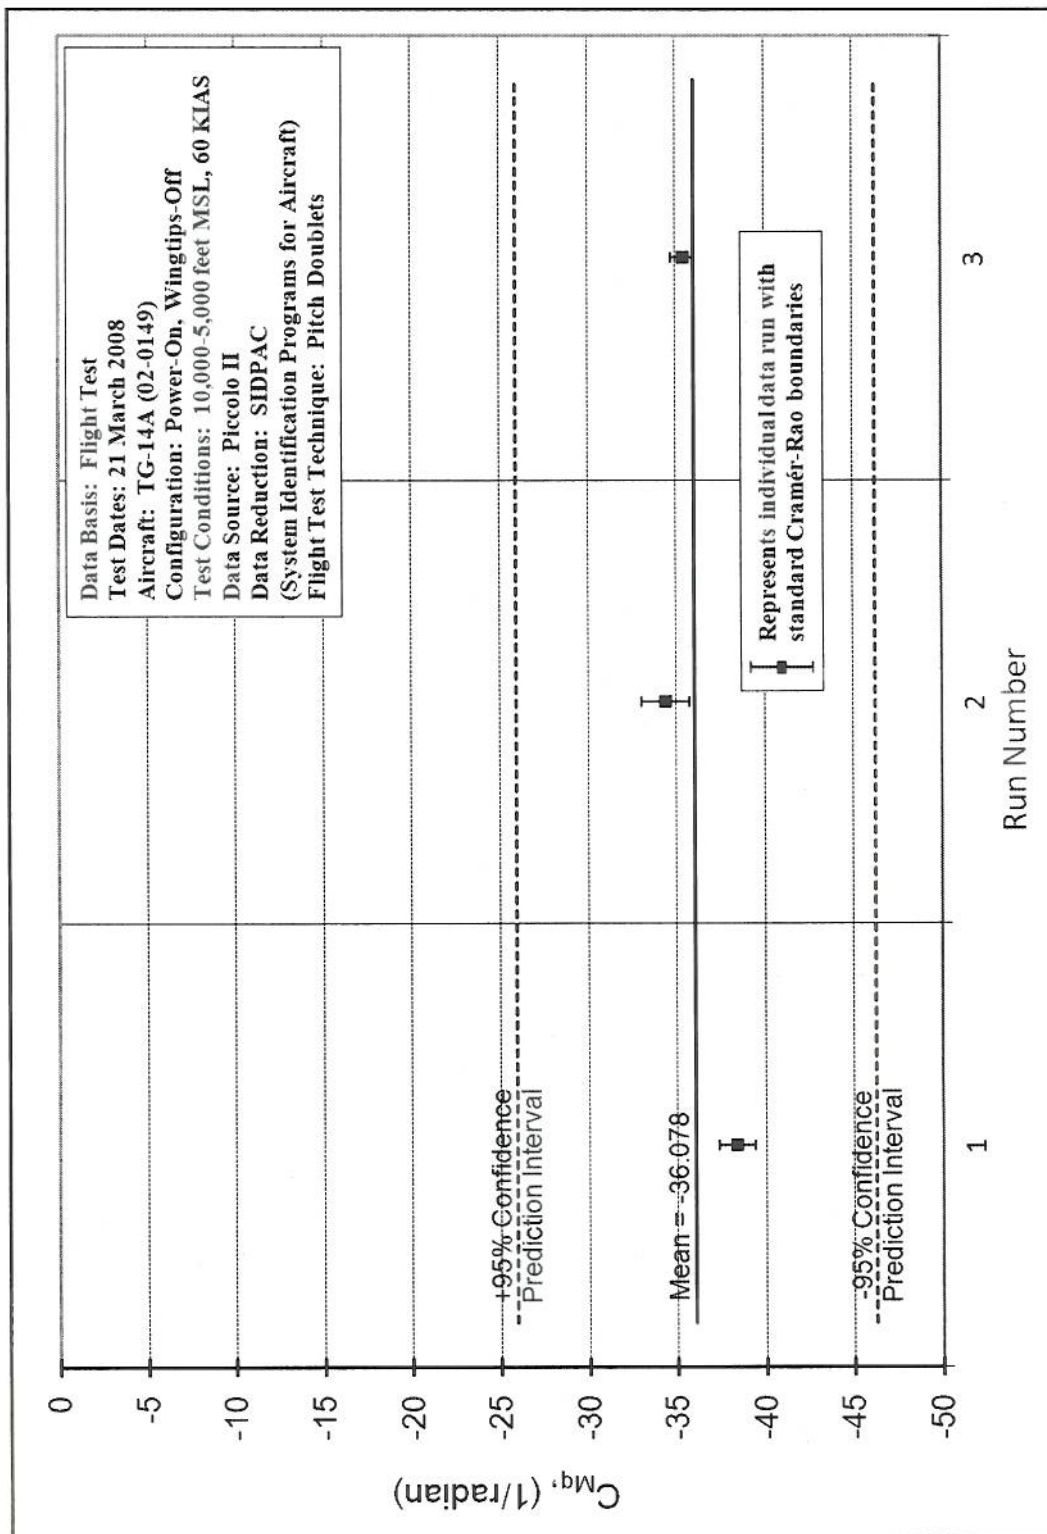 Data Basis: Flight Test
Test Dates: 21 March 2008
Aircraft: TG-14A (02-0149)
Configuration: Power-On, Wingtips-Off
Test Conditions: 10,000-5,000 feet MSL, 60 KIAS
Data Source: Piccolo II
Data Reduction: SIDPAC
(System Identification Programs for Aircraft)
Flight Test Technique: Pitch Doublets
0
-5
-10
-15
-20
-25
-30
-35
-40
-45
-50
C_Mq, (1/radian)
+95% Confidence
Prediction Interval
Mean = -36.078
-95% Confidence
Prediction Interval
Represents individual data run with
standard Cramér-Rao boundaries
1
2
3
Run Number